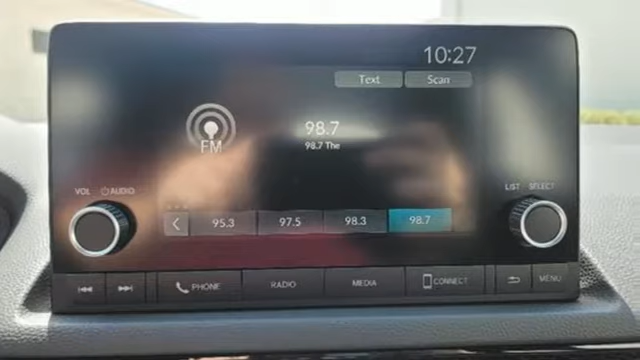 10:27
Text Scan
98.7
FM
98.7 The
VOL AUDIO
LIST SELECT
95.3 97.5 98.3 98.7
PHONE RADIO MEDIA CONNECT MENU